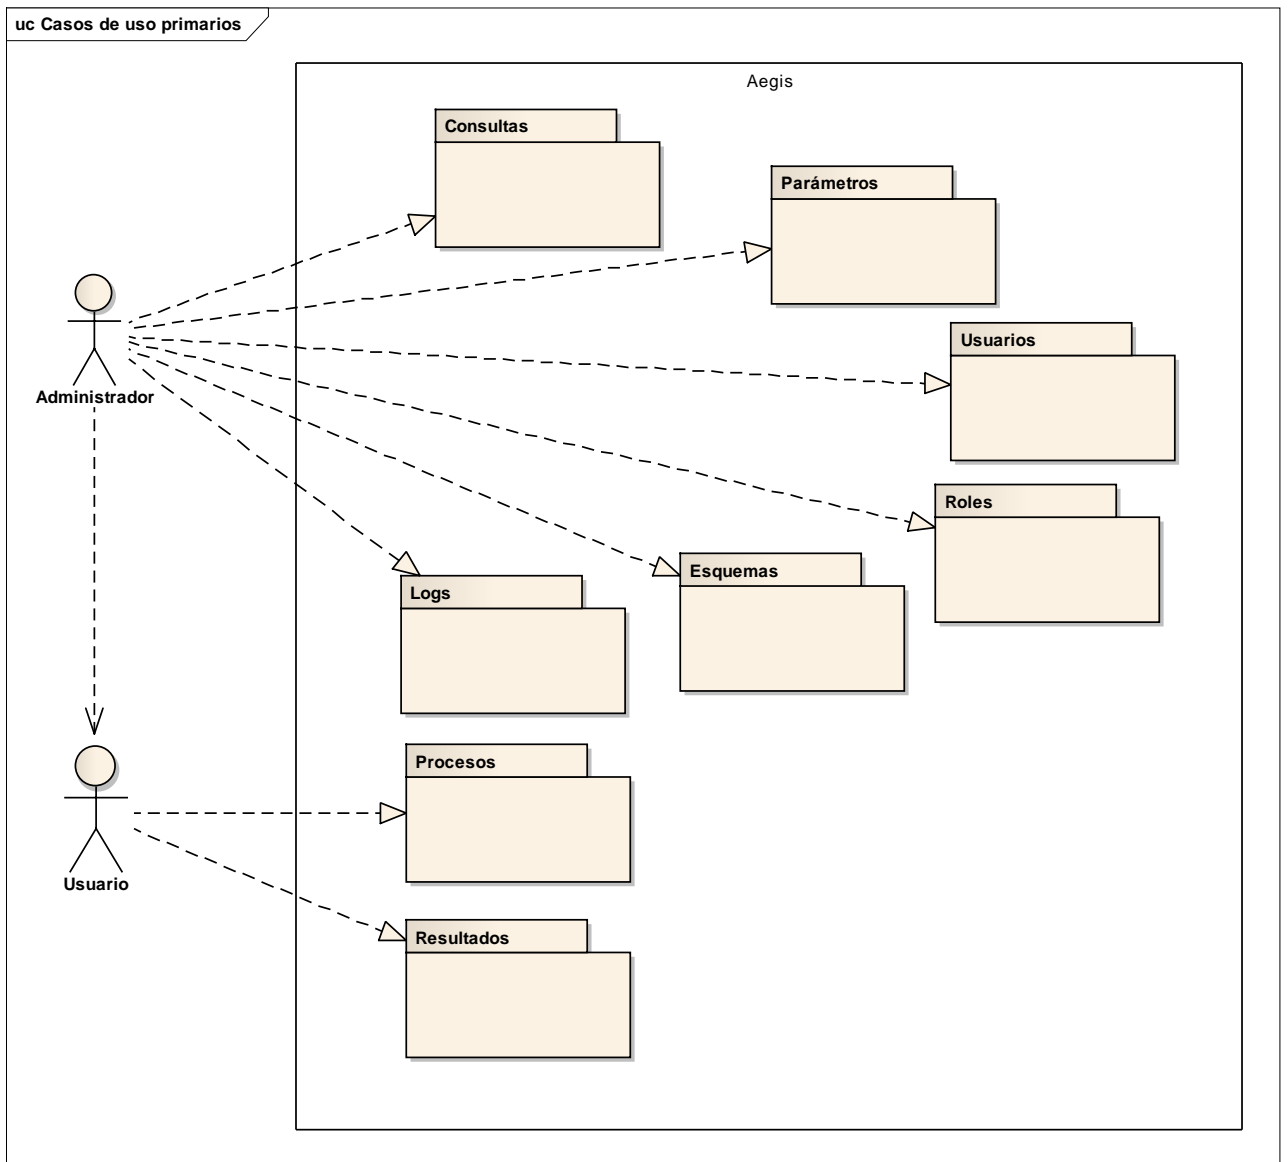 uc Casos de uso primarios
Aegis
Consultas
Parámetros
Usuarios
Administrador
Roles
Esquemas
Logs
Procesos
Usuario
Resultados